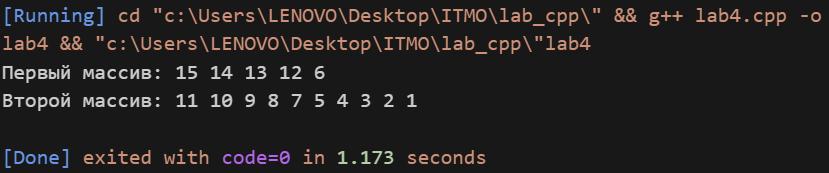 [Running] cd "c:\Users\LENOVO\Desktop\ITMO\lab_cpp\" && g++ lab4.cpp -o
lab4 && "c:\Users\LENOVO\Desktop\ITMO\lab_cpp\"lab4
Первый массив: 15 14 13 12 6
Второй массив: 11 10 9 8 7 5 4 3 2 1
[Done] exited with code=0 in 1.173 seconds